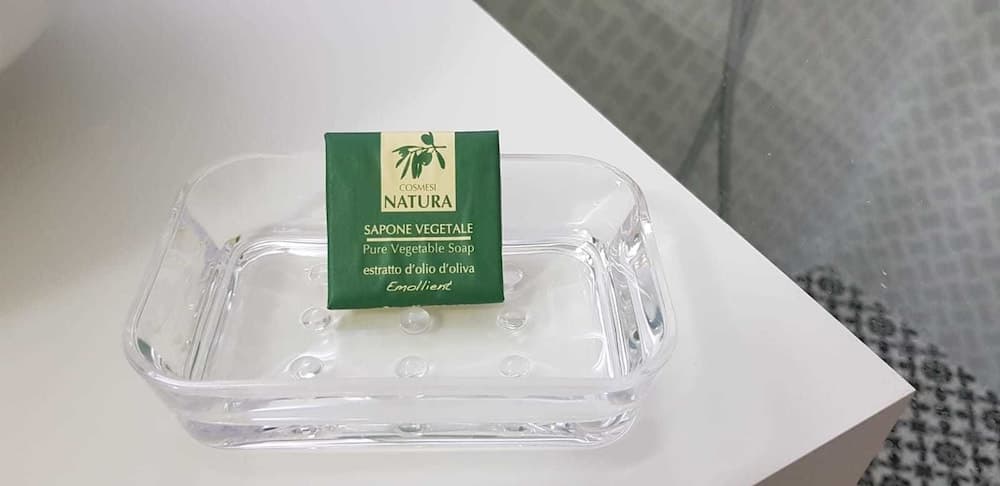 COSMESI
NATURA
SAPONE VEGETALE
Pure Vegetable Soap
estratto d'olio d'oliva
Emollient